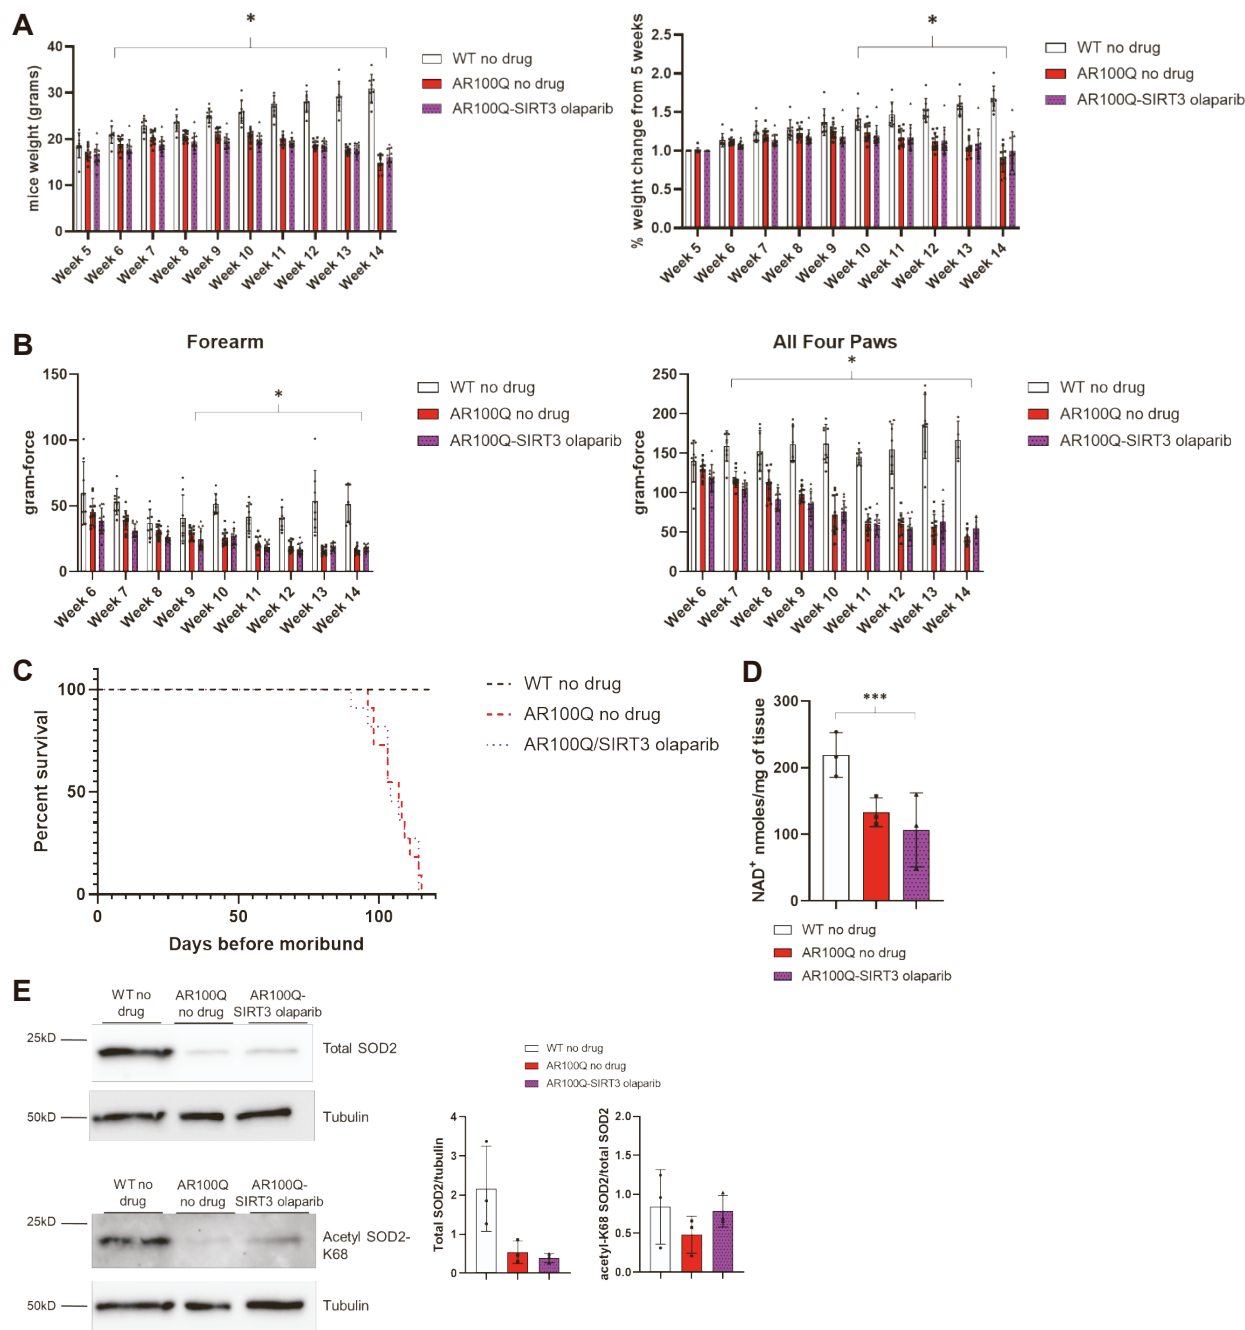 A
*
mice weight (grams)
40
30
20
10
0
Week 5
Week 6
Week 7
Week 8
Week 9
Week 10
Week 11
Week 12
Week 13
Week 14
WT no drug
AR100Q no drug
AR100Q-SIRT3 olaparib
*
% weight change from 5 weeks
2.5
2.0
1.5
1.0
0.5
0.0
Week 5
Week 6
Week 7
Week 8
Week 9
Week 10
Week 11
Week 12
Week 13
Week 14
WT no drug
AR100Q no drug
AR100Q-SIRT3 olaparib
B
Forearm
*
gram-force
150
100
50
0
Week 6
Week 7
Week 8
Week 9
Week 10
Week 11
Week 12
Week 13
Week 14
WT no drug
AR100Q no drug
AR100Q-SIRT3 olaparib
All Four Paws
*
gram-force
250
200
150
100
50
0
Week 6
Week 7
Week 8
Week 9
Week 10
Week 11
Week 12
Week 13
Week 14
WT no drug
AR100Q no drug
AR100Q-SIRT3 olaparib
C
Percent survival
100
50
0
0
50
100
Days before moribund
WT no drug
AR100Q no drug
AR100Q/SIRT3 olaparib
D
***
NAD⁺ nmoles/mg of tissue
300
200
100
0
WT no drug
AR100Q no drug
AR100Q-SIRT3 olaparib
E
WT no drug
AR100Q no drug
AR100Q-SIRT3 olaparib
25kD
Total SOD2
50kD
Tubulin
WT no drug
AR100Q no drug
AR100Q-SIRT3 olaparib
25kD
Acetyl SOD2-K68
50kD
Tubulin
WT no drug
AR100Q no drug
AR100Q-SIRT3 olaparib
Total SOD2/tubulin
4
3
2
1
0
acetyl-K68 SOD2/total SOD2
2.0
1.5
1.0
0.5
0.0